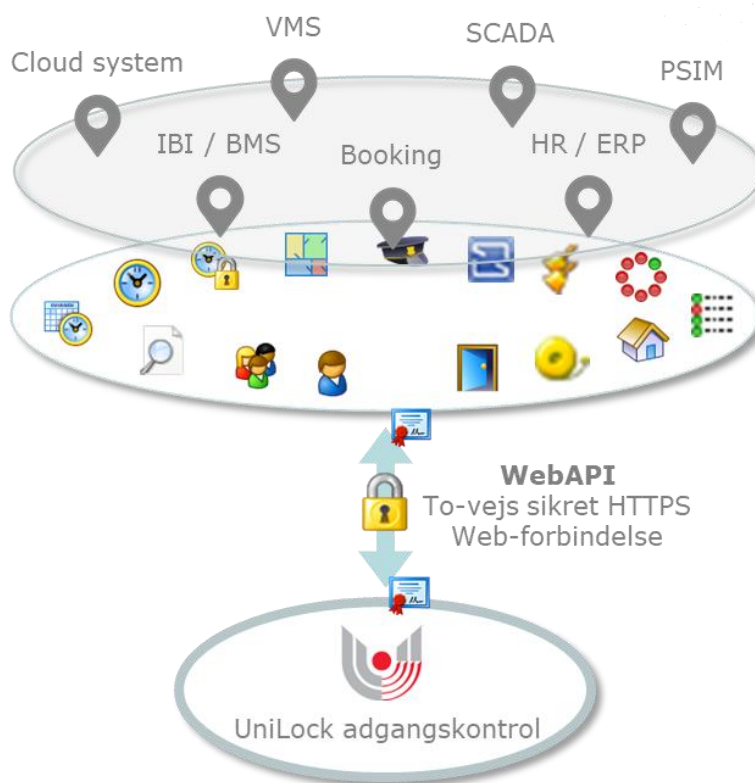 VMS
SCADA
Cloud system
PSIM
IBI / BMS
Booking
HR / ERP
WebAPI
To-vejs sikret HTTPS
Web-forbindelse
UniLock adgangskontrol